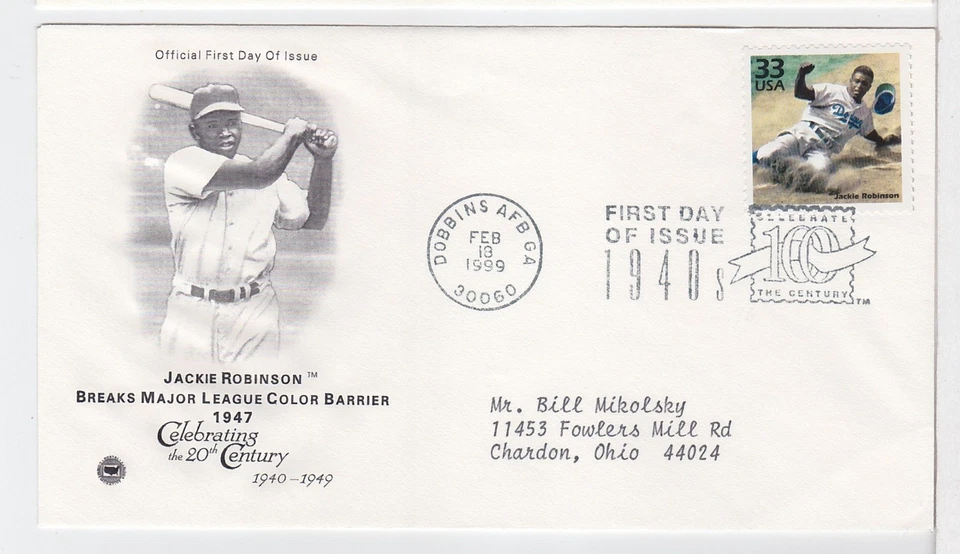 Official First Day Of Issue
33
USA
Dodgers
Jackie Robinson
DOBBINS AFB GA
FEB
18
1999
30060
FIRST DAY
OF ISSUE
1940s
CELEBRATE
100
THE CENTURY
TM
JACKIE ROBINSON™
BREAKS MAJOR LEAGUE COLOR BARRIER
1947
Celebrating
the 20th Century
1940–1949
Mr. Bill Mikolsky
11453 Fowlers Mill Rd
Chardon, Ohio 44024